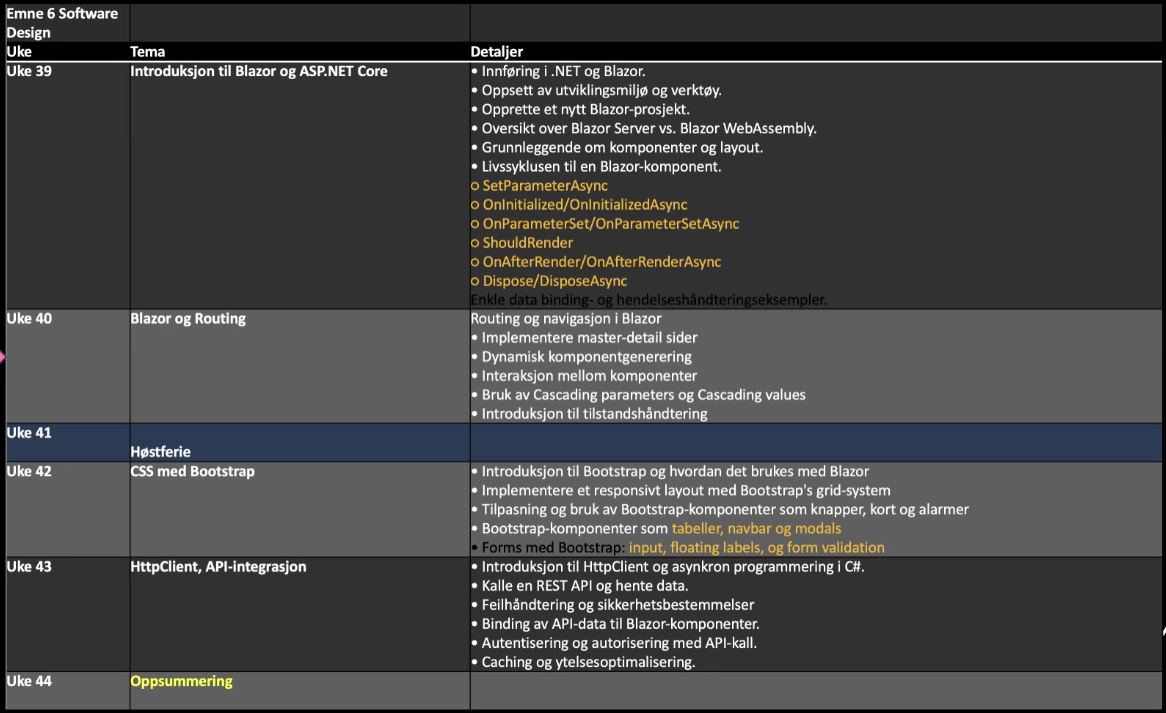 Emne 6 Software
Design
Uke Tema Detaljer
Uke 39 Introduksjon til Blazor og ASP.NET Core • Innføring i .NET og Blazor.
• Oppsett av utviklingsmiljø og verktøy.
• Opprette et nytt Blazor-prosjekt.
• Oversikt over Blazor Server vs. Blazor WebAssembly.
• Grunnleggende om komponenter og layout.
• Livssyklusen til en Blazor-komponent.
o SetParameterAsync
o OnInitialized/OnInitializedAsync
o OnParameterSet/OnParameterSetAsync
o ShouldRender
o OnAfterRender/OnAfterRenderAsync
o Dispose/DisposeAsync
Enkle data binding- og hendelseshåndteringseksempler.
Uke 40 Blazor og Routing Routing og navigasjon i Blazor
• Implementere master-detail sider
• Dynamisk komponentgenerering
• Interaksjon mellom komponenter
• Bruk av Cascading parameters og Cascading values
• Introduksjon til tilstandshåndtering
Uke 41
Høstferie
Uke 42 CSS med Bootstrap • Introduksjon til Bootstrap og hvordan det brukes med Blazor
• Implementere et responsivt layout med Bootstrap's grid-system
• Tilpasning og bruk av Bootstrap-komponenter som knapper, kort og alarmer
• Bootstrap-komponenter som tabeller, navbar og modals
• Forms med Bootstrap: input, floating labels, og form validation
Uke 43 HttpClient, API-integrasjon • Introduksjon til HttpClient og asynkron programmering i C#.
• Kalle en REST API og hente data.
• Feilhåndtering og sikkerhetsbestemmelser
• Binding av API-data til Blazor-komponenter.
• Autentisering og autorisering med API-kall.
• Caching og ytelsesoptimalisering.
Uke 44 Oppsummering